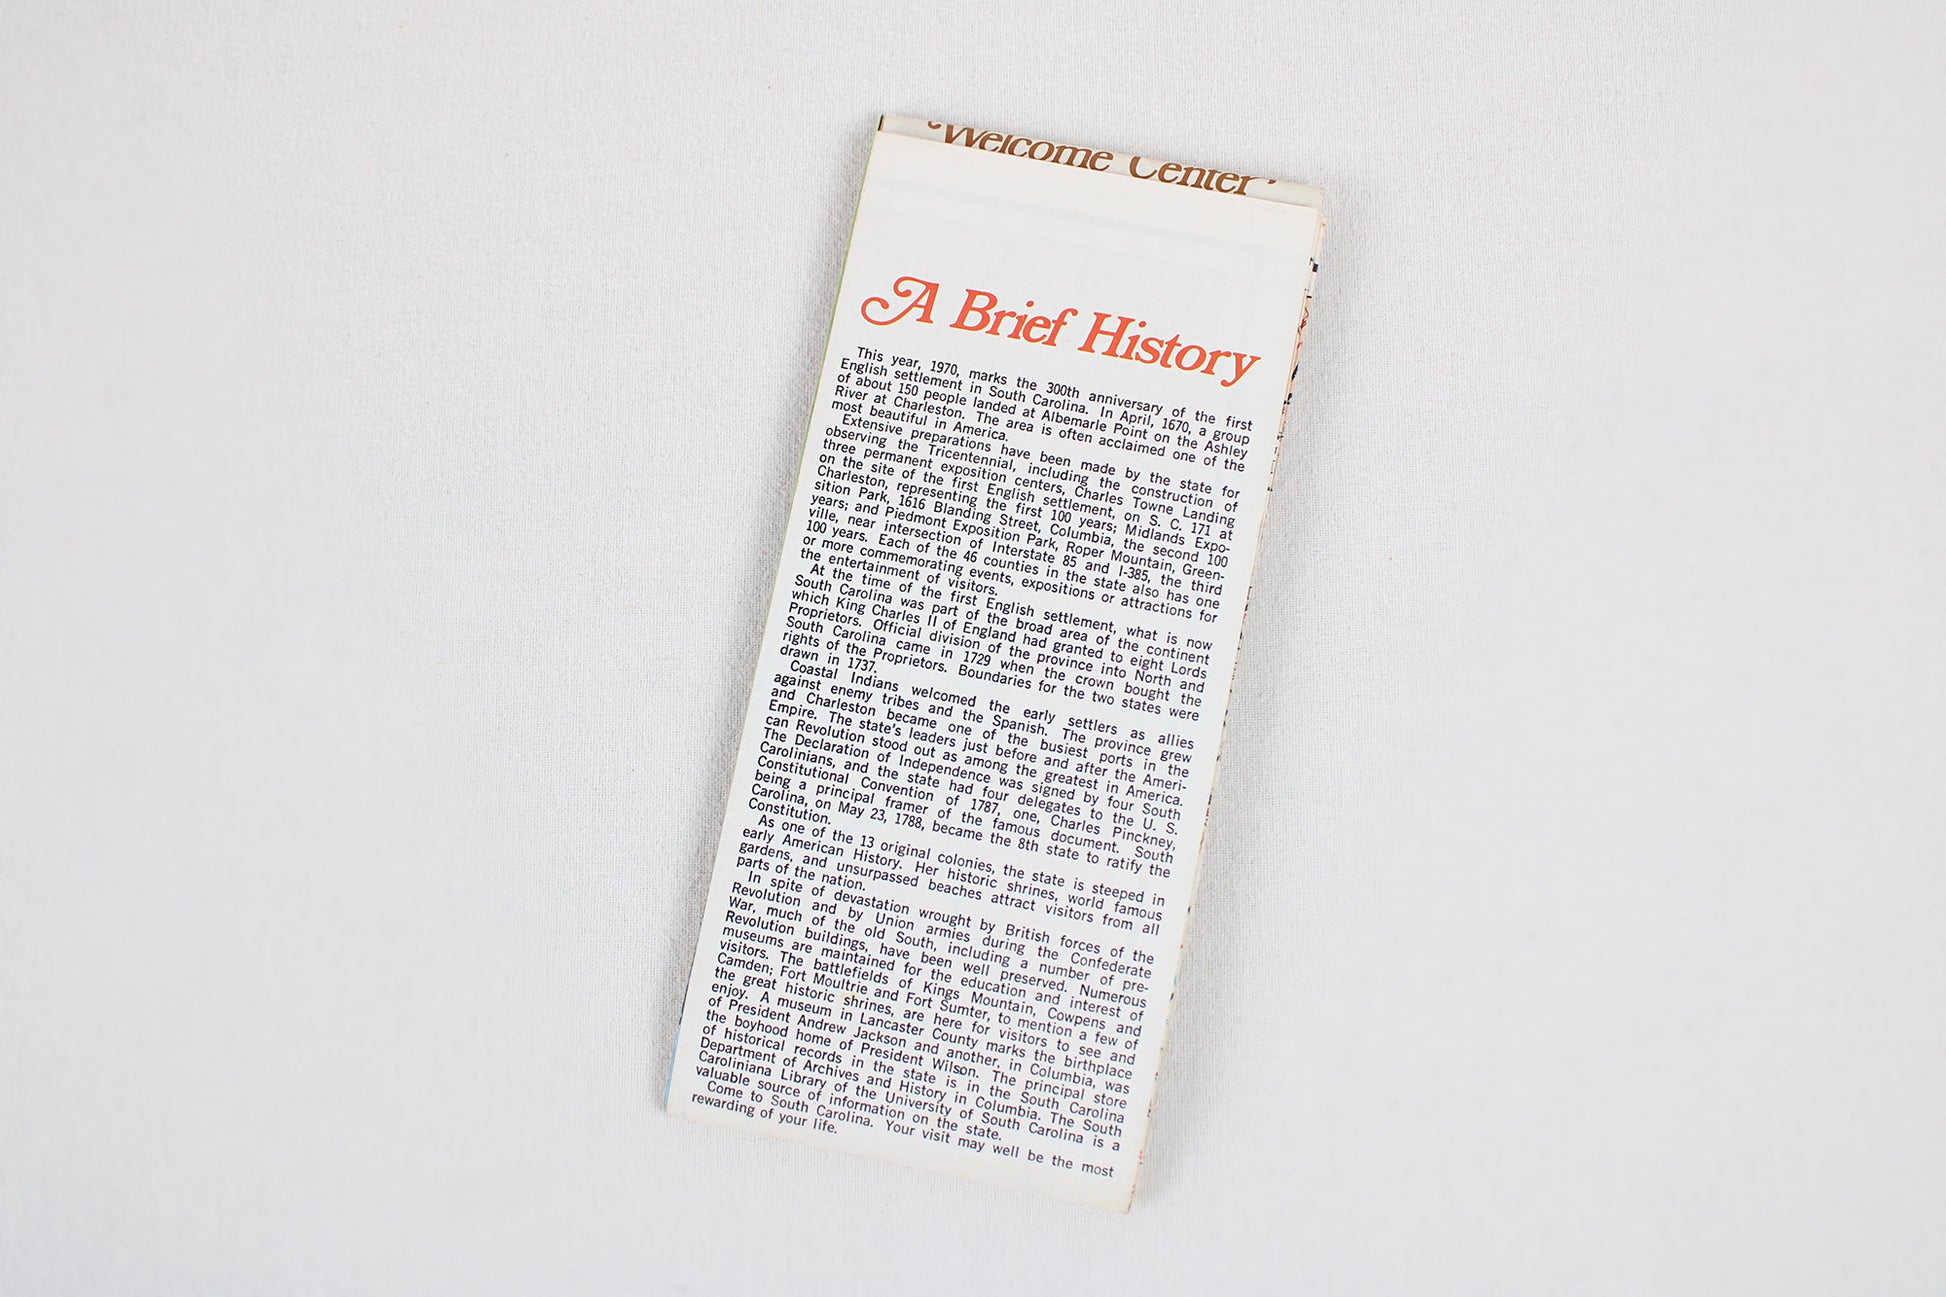 Welcome Center
A Brief History
This year, 1970, marks the 300th anniversary of the first
English settlement in South Carolina. In April, 1670, a group
of about 150 people landed at Albemarle Point on the Ashley
River at Charleston. The area is often acclaimed one of the
most beautiful in America.
Extensive preparations have been made by the state for
observing the Tricentennial, including the construction of
three permanent exposition centers, Charles Towne Landing
on the site of the first English settlement, on S. C. 171 at
Charleston, representing the first 100 years; Midlands Expo-
sition Park, 1616 Blanding Street, Columbia, the second 100
years; and Piedmont Exposition Park, Roper Mountain, Green-
ville, near intersection of Interstate 85 and I-385, the third
100 years. Each of the 46 counties in the state also has one
or more commemorating events, expositions or attractions for
the entertainment of visitors.
At the time of the first English settlement, what is now
South Carolina was part of the broad area of the continent
which King Charles II of England had granted to eight Lords
Proprietors. Official division of the province into North and
South Carolina came in 1729 when the crown bought the
rights of the Proprietors. Boundaries for the two states were
drawn in 1737.
Coastal Indians welcomed the early settlers as allies
against enemy tribes and the Spanish. The province grew
and Charleston became one of the busiest ports in the
Empire. The state's leaders just before and after the Ameri-
can Revolution stood out as among the greatest in America.
The Declaration of Independence was signed by four South
Carolinians, and the state had four delegates to the U. S.
Constitutional Convention of 1787, one, Charles Pinckney,
being a principal framer of the famous document. South
Carolina, on May 23, 1788, became the 8th state to ratify the
Constitution.
As one of the 13 original colonies, the state is steeped in
early American History. Her historic shrines, world famous
gardens, and unsurpassed beaches attract visitors from all
parts of the nation.
In spite of devastation wrought by British forces of the
Revolution and by Union armies during the Confederate
War, much of the old South, including a number of pre-
Revolution buildings, have been well preserved. Numerous
museums are maintained for the education and interest of
visitors. The battlefields of Kings Mountain, Cowpens and
Camden; Fort Moultrie and Fort Sumter, to mention a few of
the great historic shrines, are here for visitors to see and
enjoy. A museum in Lancaster County marks the birthplace
of President Andrew Jackson and another, in Columbia, was
the boyhood home of President Wilson. The principal store
of historical records in the state is in the South Carolina
Department of Archives and History in Columbia. The South
Caroliniana Library of the University of South Carolina is a
valuable source of information on the state.
Come to South Carolina. Your visit may well be the most
rewarding of your life.